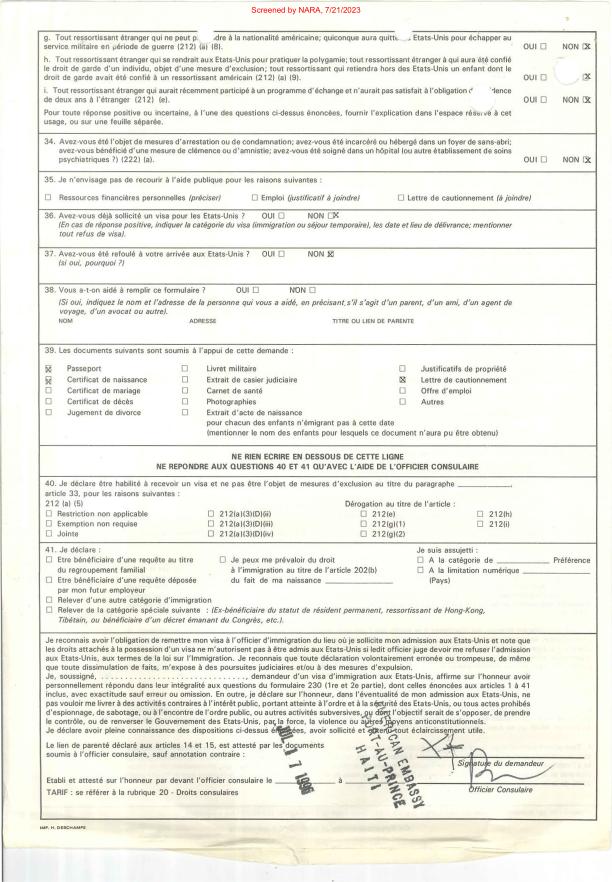 Screened by NARA, 7/21/2023
g. Tout ressortissant étranger qui ne peut p dre à la nationalité américaine; quiconque aura quitté Etats-Unis pour échapper au
service militaire en période de guerre (212) (a) (8). OUI ☐ NON ☒
h. Tout ressortissant étranger qui se rendrait aux Etats-Unis pour pratiquer la polygamie; tout ressortissant étranger à qui aura été confié
le droit de garde d'un individu, objet d'une mesure d'exclusion; tout ressortissant qui retiendra hors des Etats-Unis un enfant dont le
droit de garde avait été confié à un ressortissant américain (212) (a) (9). OUI ☐ ☒
i. Tout ressortissant étranger qui aurait récemment participé à un programme d'échange et n'aurait pas satisfait à l'obligation d dence
de deux ans à l'étranger (212) (e). OUI ☐ NON ☒
Pour toute réponse positive ou incertaine, à l'une des questions ci-dessus énoncées, fournir l'explication dans l'espace réservé à cet
usage, ou sur une feuille séparée.
34. Avez-vous été l'objet de mesures d'arrestation ou de condamnation; avez-vous été incarcéré ou hébergé dans un foyer de sans-abri;
avez-vous bénéficié d'une mesure de clémence ou d'amnistie; avez-vous été soigné dans un hôpital (ou autre établissement de soins
psychiatriques ?) (222) (a). OUI ☐ NON ☒
35. Je n'envisage pas de recourir à l'aide publique pour les raisons suivantes :
☐ Ressources financières personnelles (préciser) ☐ Emploi (justificatif à joindre) ☐ Lettre de cautionnement (à joindre)
36. Avez-vous déjà sollicité un visa pour les Etats-Unis ? OUI ☐ NON ☒
(En cas de réponse positive, indiquer la catégorie du visa (immigration ou séjour temporaire), les date et lieu de délivrance; mentionner
tout refus de visa).
37. Avez-vous été refoulé à votre arrivée aux Etats-Unis ? OUI ☐ NON ☒
(si oui, pourquoi ?)
38. Vous a-t-on aidé à remplir ce formulaire ? OUI ☐ NON ☐
(Si oui, indiquez le nom et l'adresse de la personne qui vous a aidé, en précisant s'il s'agit d'un parent, d'un ami, d'un agent de
voyage, d'un avocat ou autre).
NOM ADRESSE TITRE OU LIEN DE PARENTE
39. Les documents suivants sont soumis à l'appui de cette demande :
☒ Passeport ☐ Livret militaire ☐ Justificatifs de propriété
☒ Certificat de naissance ☐ Extrait de casier judiciaire ☒ Lettre de cautionnement
☐ Certificat de mariage ☐ Carnet de santé ☐ Offre d'emploi
☐ Certificat de décès ☐ Photographies ☐ Autres
☐ Jugement de divorce ☐ Extrait d'acte de naissance
pour chacun des enfants n'émigrant pas à cette date
(mentionner le nom des enfants pour lesquels ce document n'aura pu être obtenu)
NE RIEN ECRIRE EN DESSOUS DE CETTE LIGNE
NE REPONDRE AUX QUESTIONS 40 ET 41 QU'AVEC L'AIDE DE L'OFFICIER CONSULAIRE
40. Je déclare être habilité à recevoir un visa et ne pas être l'objet de mesures d'exclusion au titre du paragraphe ____________,
article 33, pour les raisons suivantes :
212 (a) (5) Dérogation au titre de l'article :
☐ Restriction non applicable ☐ 212(a)(3)(D)(ii) ☐ 212(e) ☐ 212(h)
☐ Exemption non requise ☐ 212(a)(3)(D)(iii) ☐ 212(g)(1) ☐ 212(i)
☐ Jointe ☐ 212(a)(3)(D)(iv) ☐ 212(g)(2)
41. Je déclare : Je suis assujetti :
☐ Etre bénéficiaire d'une requête au titre ☐ Je peux me prévaloir du droit ☐ A la catégorie de ____________ Préférence
du regroupement familial à l'immigration au titre de l'article 202(b) ☐ A la limitation numérique ____________
☐ Etre bénéficiaire d'une requête déposée du fait de ma naissance ____________ (Pays)
par mon futur employeur
☐ Relever d'une autre catégorie d'immigration
☐ Relever de la catégorie spéciale suivante : (Ex-bénéficiaire du statut de résident permanent, ressortissant de Hong-Kong,
Tibétain, ou bénéficiaire d'un décret émanant du Congrès, etc.).
Je reconnais avoir l'obligation de remettre mon visa à l'officier d'immigration du lieu où je sollicite mon admission aux Etats-Unis et note que
les droits attachés à la possession d'un visa ne m'autorisent pas à être admis aux Etats-Unis si ledit officier juge devoir me refuser l'admission
aux Etats-Unis, aux termes de la loi sur l'Immigration. Je reconnais que toute déclaration volontairement erronée ou trompeuse, de même
que toute dissimulation de faits, m'expose à des poursuites judiciaires et/ou à des mesures d'expulsion.
Je, soussigné, . . . . . . . . . . . . . . . . . . . . . . . . . . . . , demandeur d'un visa d'immigration aux Etats-Unis, affirme sur l'honneur avoir
personnellement répondu dans leur intégralité aux questions du formulaire 230 (1re et 2e partie), dont celles énoncées aux articles 1 à 41
inclus, avec exactitude sauf erreur ou omission. En outre, je déclare sur l'honneur, dans l'éventualité de mon admission aux Etats-Unis, ne
pas vouloir me livrer à des activités contraires à l'intérêt public, portant atteinte à l'ordre et à la sécurité des Etats-Unis, ou tous actes prohibés
d'espionnage, de sabotage, ou à l'encontre de l'ordre public, ou autres activités subversives, ou dont l'objectif serait de s'opposer, de prendre
le contrôle, ou de renverser le Gouvernement des Etats-Unis, par la force, la violence ou autres moyens anticonstitutionnels.
Je déclare avoir pleine connaissance des dispositions ci-dessus énoncées, avoir sollicité et obtenu tout éclaircissement utile.
Le lien de parenté déclaré aux articles 14 et 15, est attesté par les documents
soumis à l'officier consulaire, sauf annotation contraire :
Signature du demandeur
Etabli et attesté sur l'honneur par devant l'officier consulaire le ____________ à ____________
Officier Consulaire
TARIF : se référer à la rubrique 20 - Droits consulaires
JUL 17 1996
AMERICAN EMBASSY
PORT-AU-PRINCE
HAITI
IMP. H. DESCHAMPS